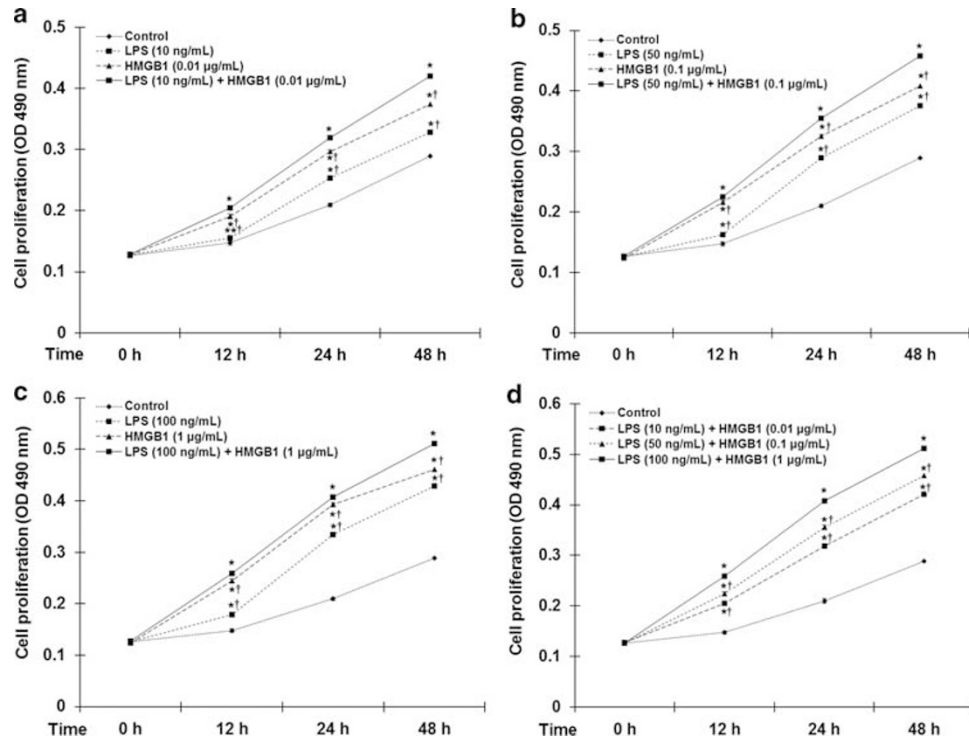 a
Control
LPS (10 ng/mL)
HMGB1 (0.01 µg/mL)
LPS (10 ng/mL) + HMGB1 (0.01 µg/mL)
Cell proliferation (OD 490 nm)
0.5
0.4
0.3
0.2
0.1
0
Time 0 h 12 h 24 h 48 h
*
*†
*†
**†
*
*†
*†
*
*†
*†
b
Control
LPS (50 ng/mL)
HMGB1 (0.1 µg/mL)
LPS (50 ng/mL) + HMGB1 (0.1 µg/mL)
Cell proliferation (OD 490 nm)
0.5
0.4
0.3
0.2
0.1
0
Time 0 h 12 h 24 h 48 h
*
*†
*†
*
*†
*†
*
*†
*†
c
Control
LPS (100 ng/mL)
HMGB1 (1 µg/mL)
LPS (100 ng/mL) + HMGB1 (1 µg/mL)
Cell proliferation (OD 490 nm)
0.6
0.5
0.4
0.3
0.2
0.1
0
Time 0 h 12 h 24 h 48 h
*
*†
*†
*
*†
*†
*
*†
*†
d
Control
LPS (10 ng/mL) + HMGB1 (0.01 µg/mL)
LPS (50 ng/mL) + HMGB1 (0.1 µg/mL)
LPS (100 ng/mL) + HMGB1 (1 µg/mL)
Cell proliferation (OD 490 nm)
0.6
0.5
0.4
0.3
0.2
0.1
0
Time 0 h 12 h 24 h 48 h
*
*†
*†
*
*†
*†
*
*†
*†